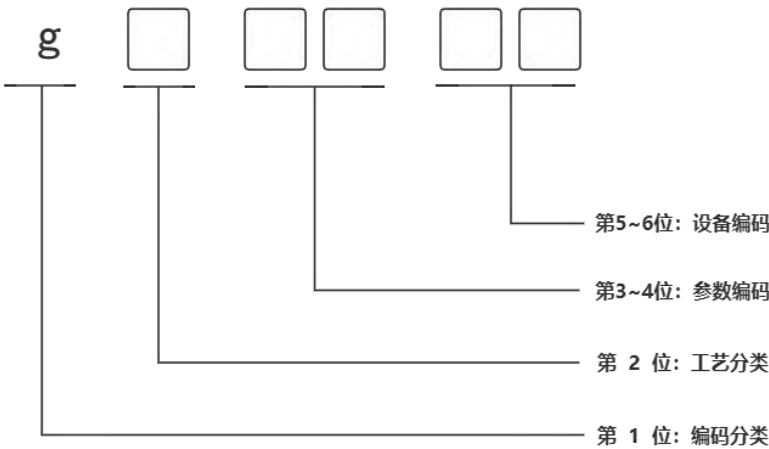 g
第5~6位：设备编码
第3~4位：参数编码
第 2 位：工艺分类
第 1 位：编码分类